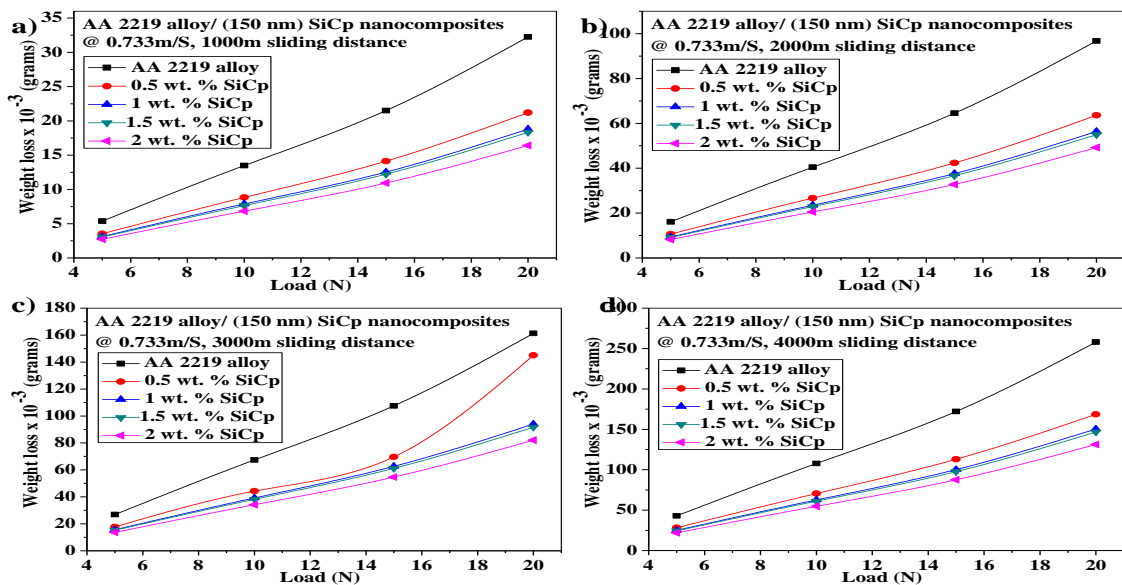 a)
AA 2219 alloy/ (150 nm) SiCp nanocomposites
@ 0.733m/S, 1000m sliding distance
AA 2219 alloy
0.5 wt. % SiCp
1 wt. % SiCp
1.5 wt. % SiCp
2 wt. % SiCp
Weight loss x 10^-3 (grams)
35
30
25
20
15
10
5
0
4 6 8 10 12 14 16 18 20
Load (N)
b)
AA 2219 alloy/ (150 nm) SiCp nanocomposites
@ 0.733m/S, 2000m sliding distance
AA 2219 alloy
0.5 wt. % SiCp
1 wt. % SiCp
1.5 wt. % SiCp
2 wt. % SiCp
Weight loss x 10^-3 (grams)
100
80
60
40
20
0
4 6 8 10 12 14 16 18 20
Load (N)
c)
AA 2219 alloy/ (150 nm) SiCp nanocomposites
@ 0.733m/S, 3000m sliding distance
AA 2219 alloy
0.5 wt. % SiCp
1 wt. % SiCp
1.5 wt. % SiCp
2 wt. % SiCp
Weight loss x 10^-3 (grams)
180
160
140
120
100
80
60
40
20
0
4 6 8 10 12 14 16 18 20
Load (N)
d)
AA 2219 alloy/ (150 nm) SiCp nanocomposites
@ 0.733m/S, 4000m sliding distance
AA 2219 alloy
0.5 wt. % SiCp
1 wt. % SiCp
1.5 wt. % SiCp
2 wt. % SiCp
Weight loss x 10^-3 (grams)
250
200
150
100
50
0
4 6 8 10 12 14 16 18 20
Load (N)